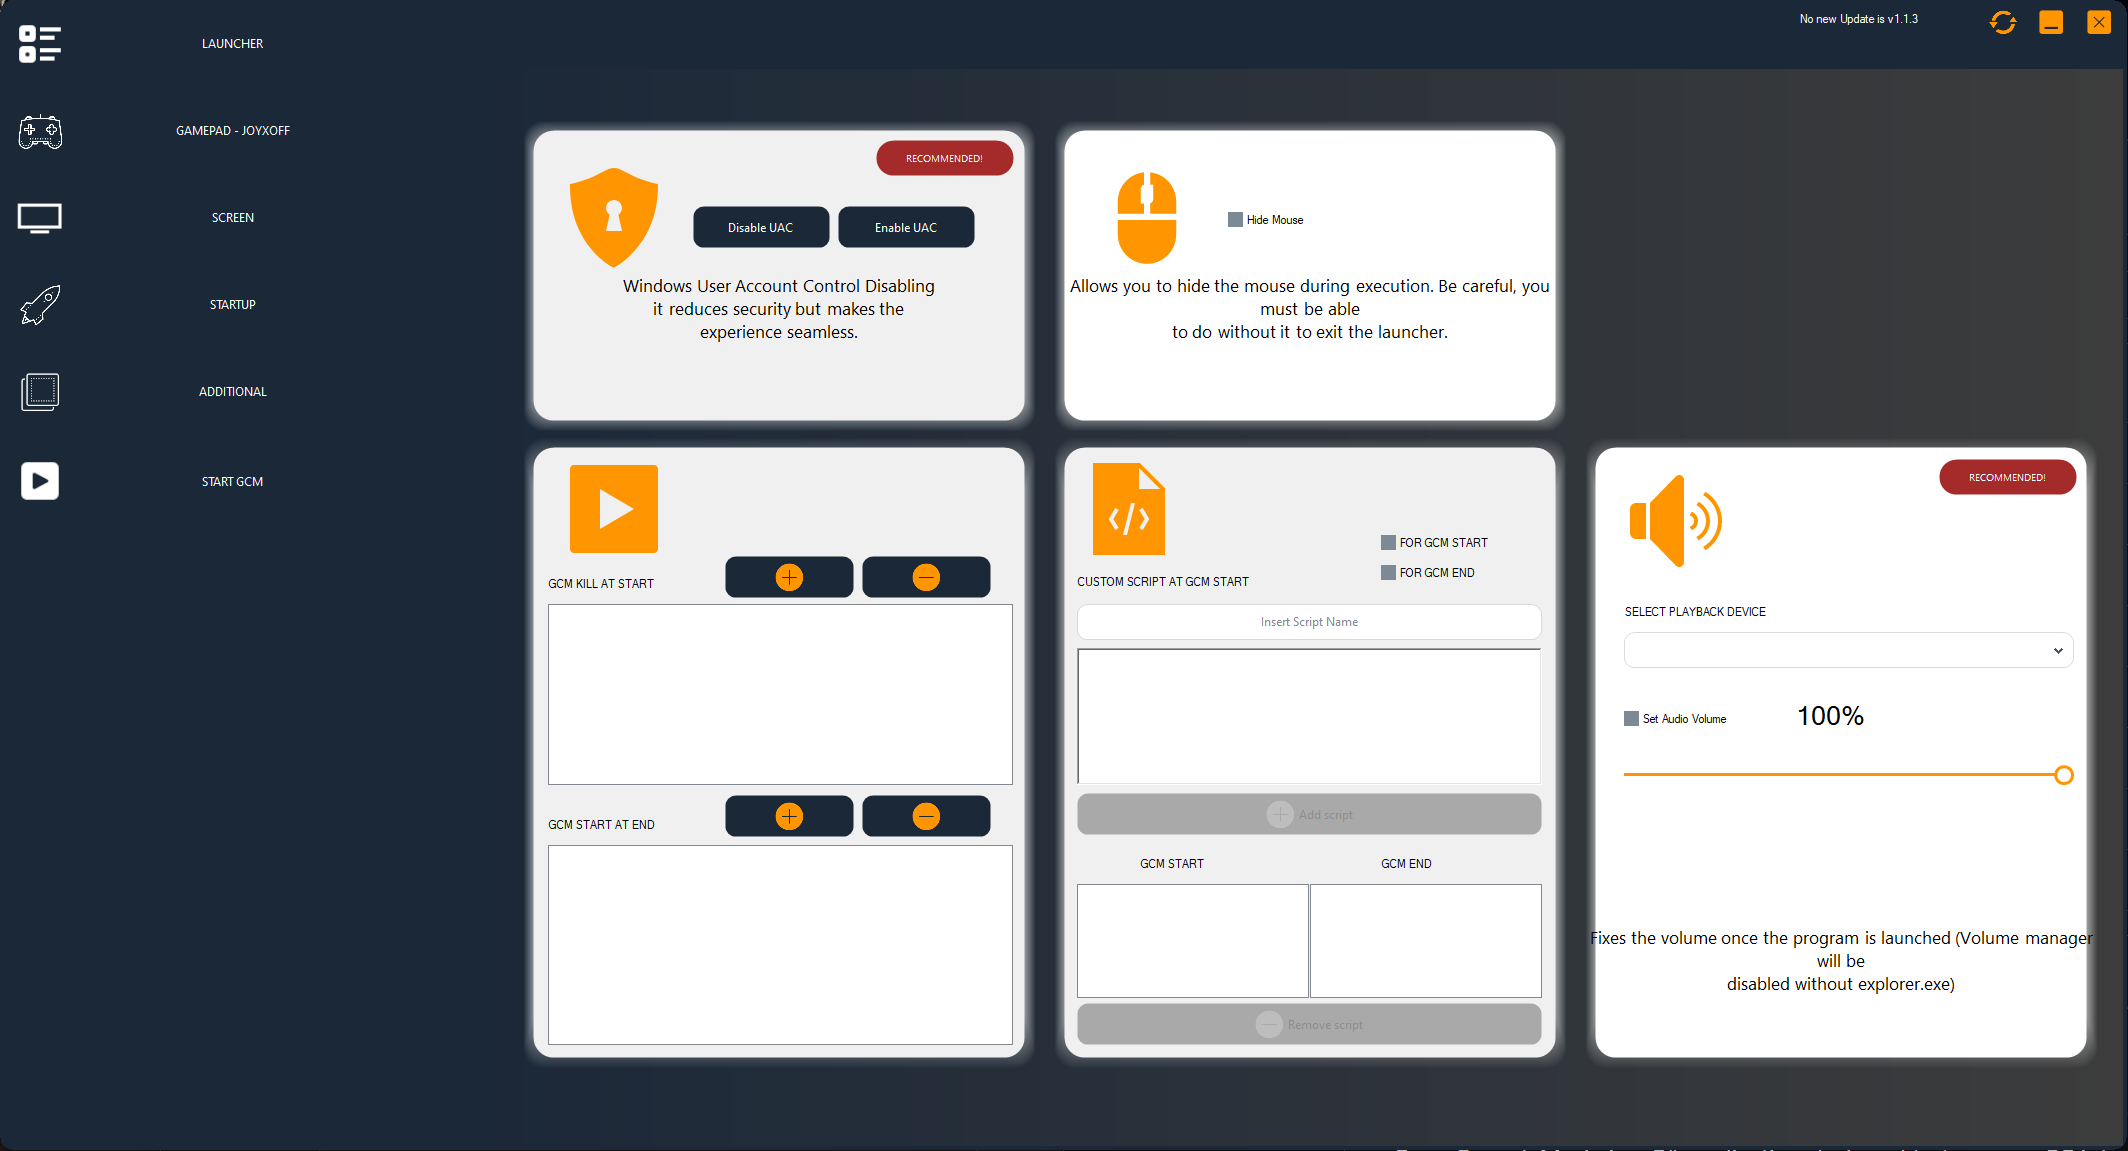 No new Update is v1.1.3
LAUNCHER
GAMEPAD - JOYXOFF
SCREEN
STARTUP
ADDITIONAL
START GCM
RECOMMENDED!
Disable UAC
Enable UAC
Windows User Account Control Disabling
it reduces security but makes the
experience seamless.
Hide Mouse
Allows you to hide the mouse during execution. Be careful, you
must be able
to do without it to exit the launcher.
GCM KILL AT START
GCM START AT END
FOR GCM START
FOR GCM END
CUSTOM SCRIPT AT GCM START
Insert Script Name
Add script
GCM START
GCM END
Remove script
RECOMMENDED!
SELECT PLAYBACK DEVICE
Set Audio Volume
100%
Fixes the volume once the program is launched (Volume manager
will be
disabled without explorer.exe)